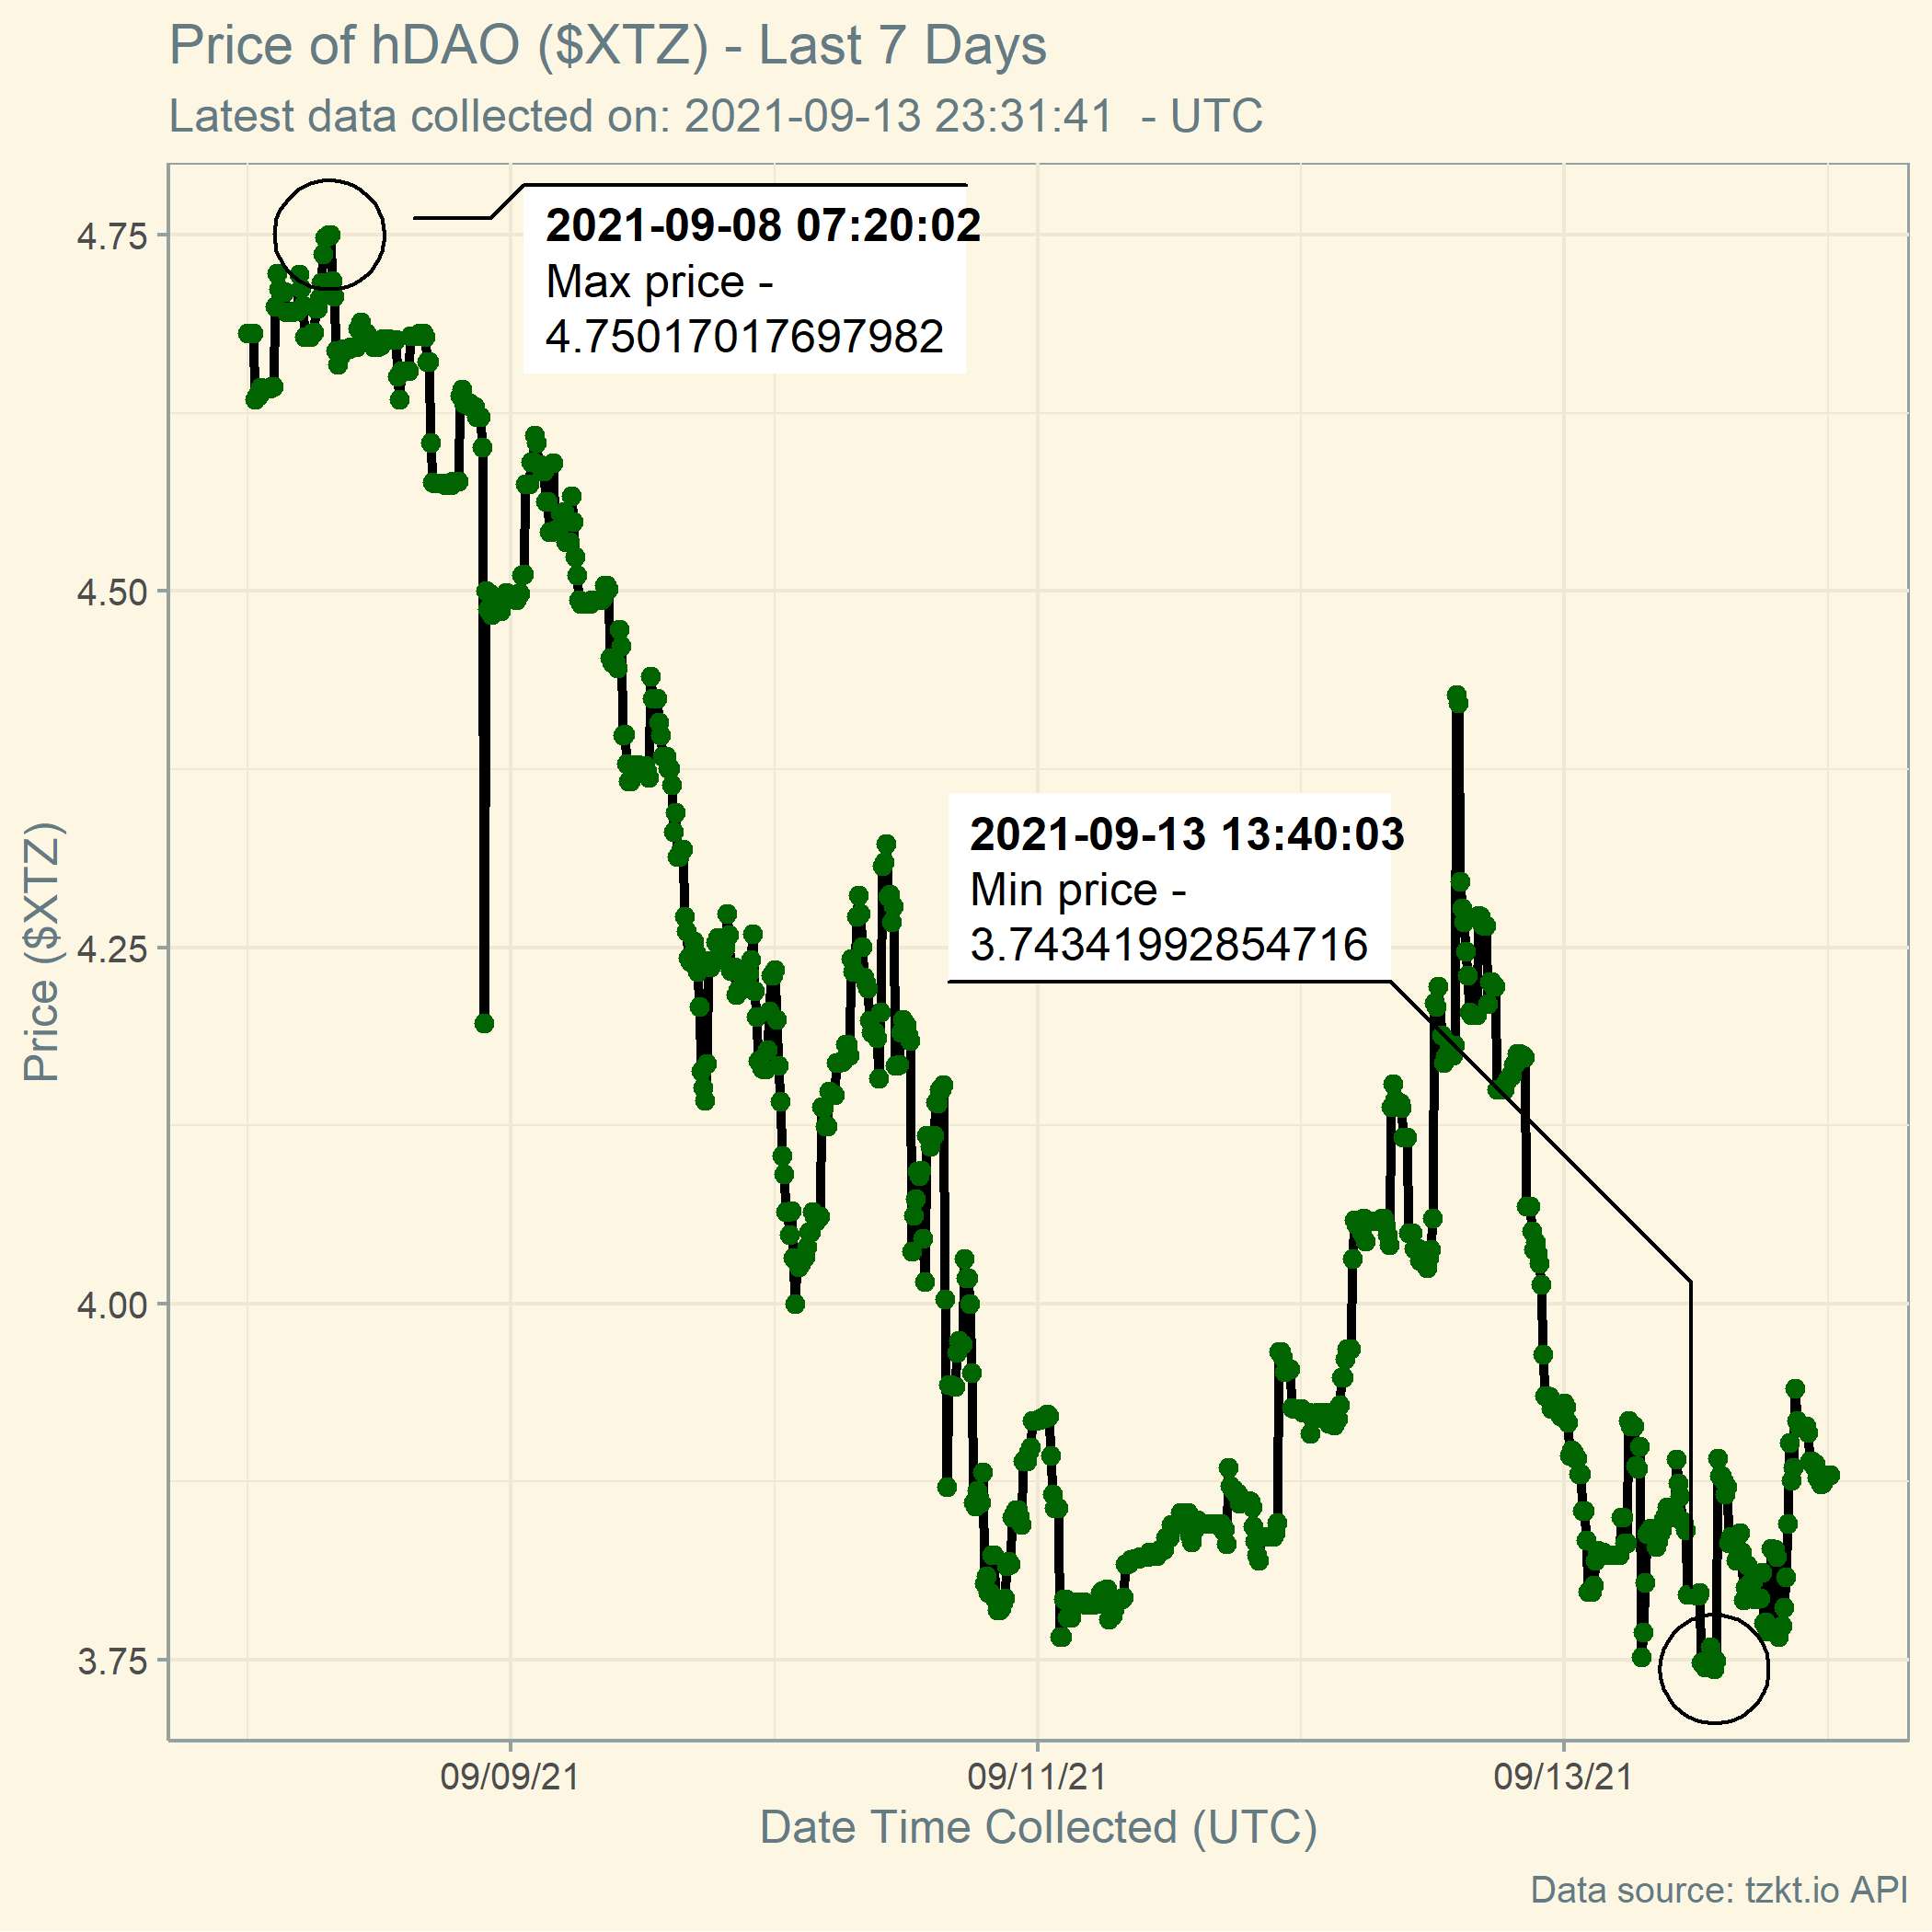 Price of hDAO ($XTZ) - Last 7 Days
Latest data collected on: 2021-09-13 23:31:41  - UTC
2021-09-08 07:20:02
Max price -
4.75017017697982
2021-09-13 13:40:03
Min price -
3.74341992854716
Price ($XTZ)
4.75
4.50
4.25
4.00
3.75
09/09/21
09/11/21
09/13/21
Date Time Collected (UTC)
Data source: tzkt.io API